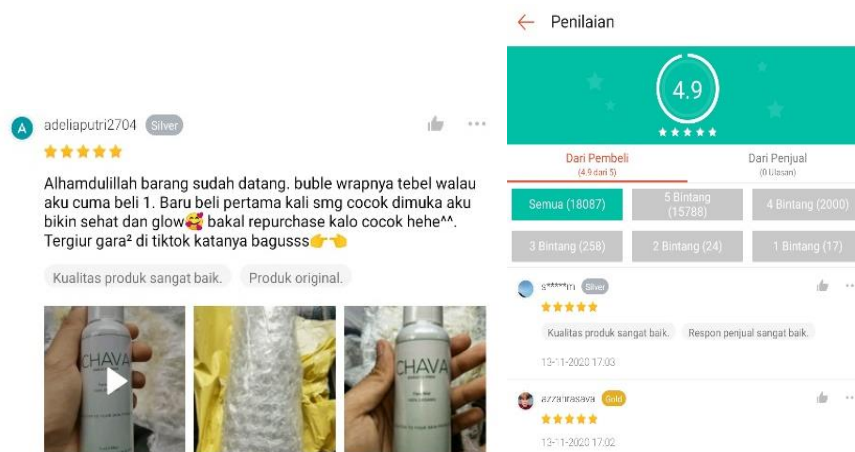 A
adeliaputri2704 Silver
Alhamdulillah barang sudah datang. buble wrapnya tebel walau
aku cuma beli 1. Baru beli pertama kali smg cocok dimuka aku
bikin sehat dan glow🥰 bakal repurchase kalo cocok hehe^^.
Tergiur gara² di tiktok katanya bagusss👉👈
Kualitas produk sangat baik. Produk original.
CHAVA
CHAVA
Penilaian
4.9
Dari Pembeli
(4.9 dari 5)
Dari Penjual
(0 Ulasan)
Semua (18087)
5 Bintang
(15788)
4 Bintang (2000)
3 Bintang (258)
2 Bintang (24)
1 Bintang (17)
s*****m Silver
Kualitas produk sangat baik. Respon penjual sangat baik.
13-11-2020 17:03
Gold
13-11-2020 17:02